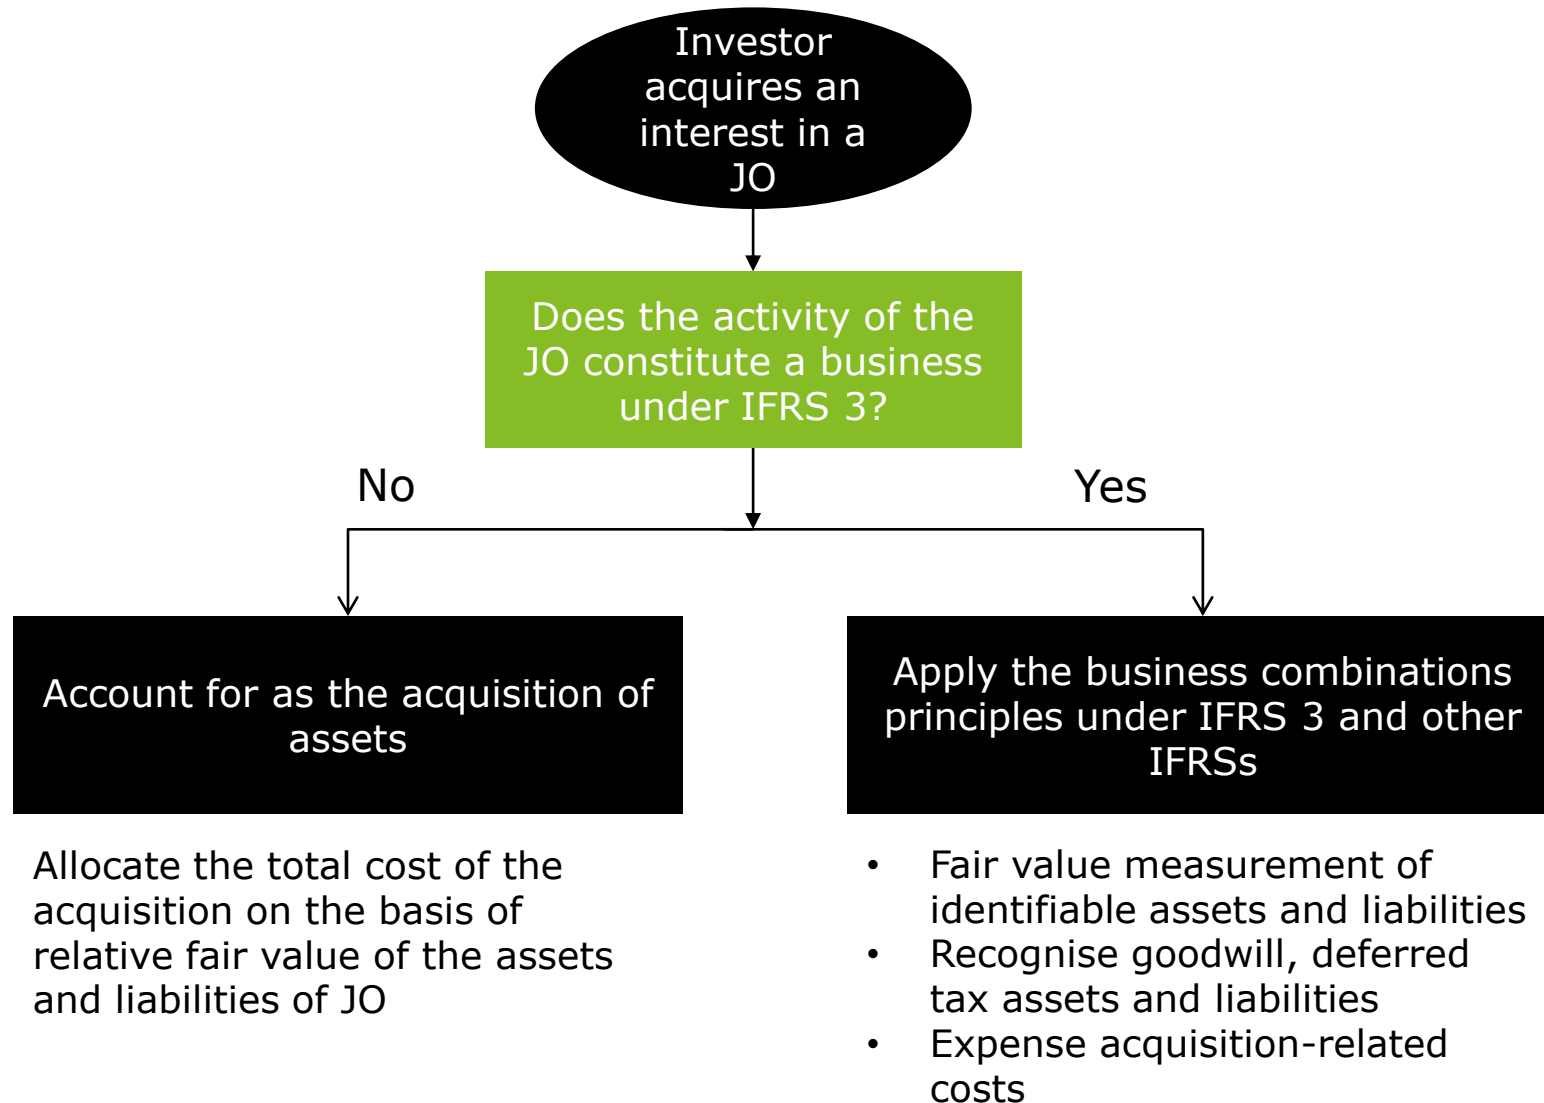 Investor
acquires an
interest in a
JO
Does the activity of the
JO constitute a business
under IFRS 3?
No
Yes
Account for as the acquisition of
assets
Apply the business combinations
principles under IFRS 3 and other
IFRSs
Allocate the total cost of the
acquisition on the basis of
relative fair value of the assets
and liabilities of JO
• Fair value measurement of
identifiable assets and liabilities
• Recognise goodwill, deferred
tax assets and liabilities
• Expense acquisition-related
costs